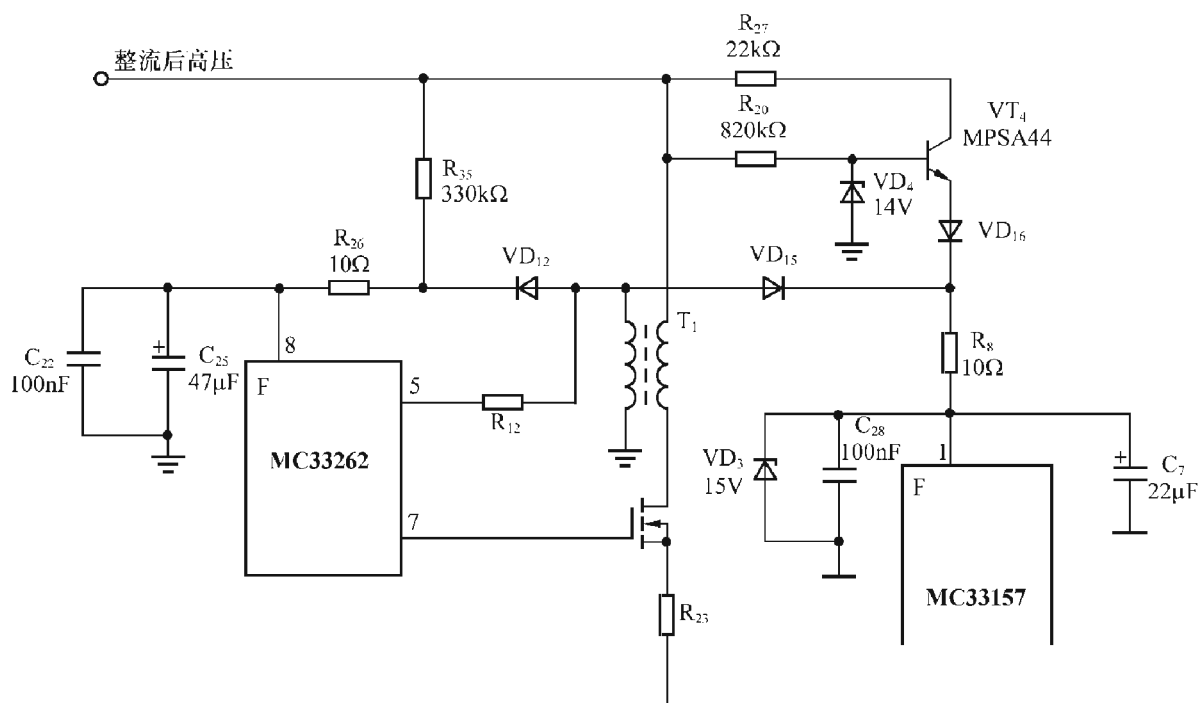 整流后高压
R27
22kΩ
R20
820kΩ
VT4
MPSA44
VD4
14V
VD16
R35
330kΩ
R26
10Ω
VD12
VD15
T1
R8
10Ω
C22
100nF
C25
47μF
8
F
5
R12
MC33262
7
VD3
15V
C28
100nF
1
F
C7
22μF
MC33157
R23